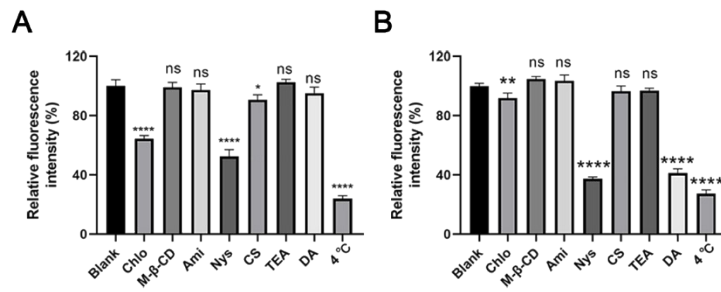 A
Relative fluorescence
intensity (%)
120
80
40
0
ns
ns
ns
ns
*
****
****
****
Blank
Chlo
M-β-CD
Ami
Nys
CS
TEA
DA
4 °C
B
Relative fluorescence
intensity (%)
120
80
40
0
**
ns
ns
ns
ns
****
****
****
Blank
Chlo
M-β-CD
Ami
Nys
CS
TEA
DA
4 °C